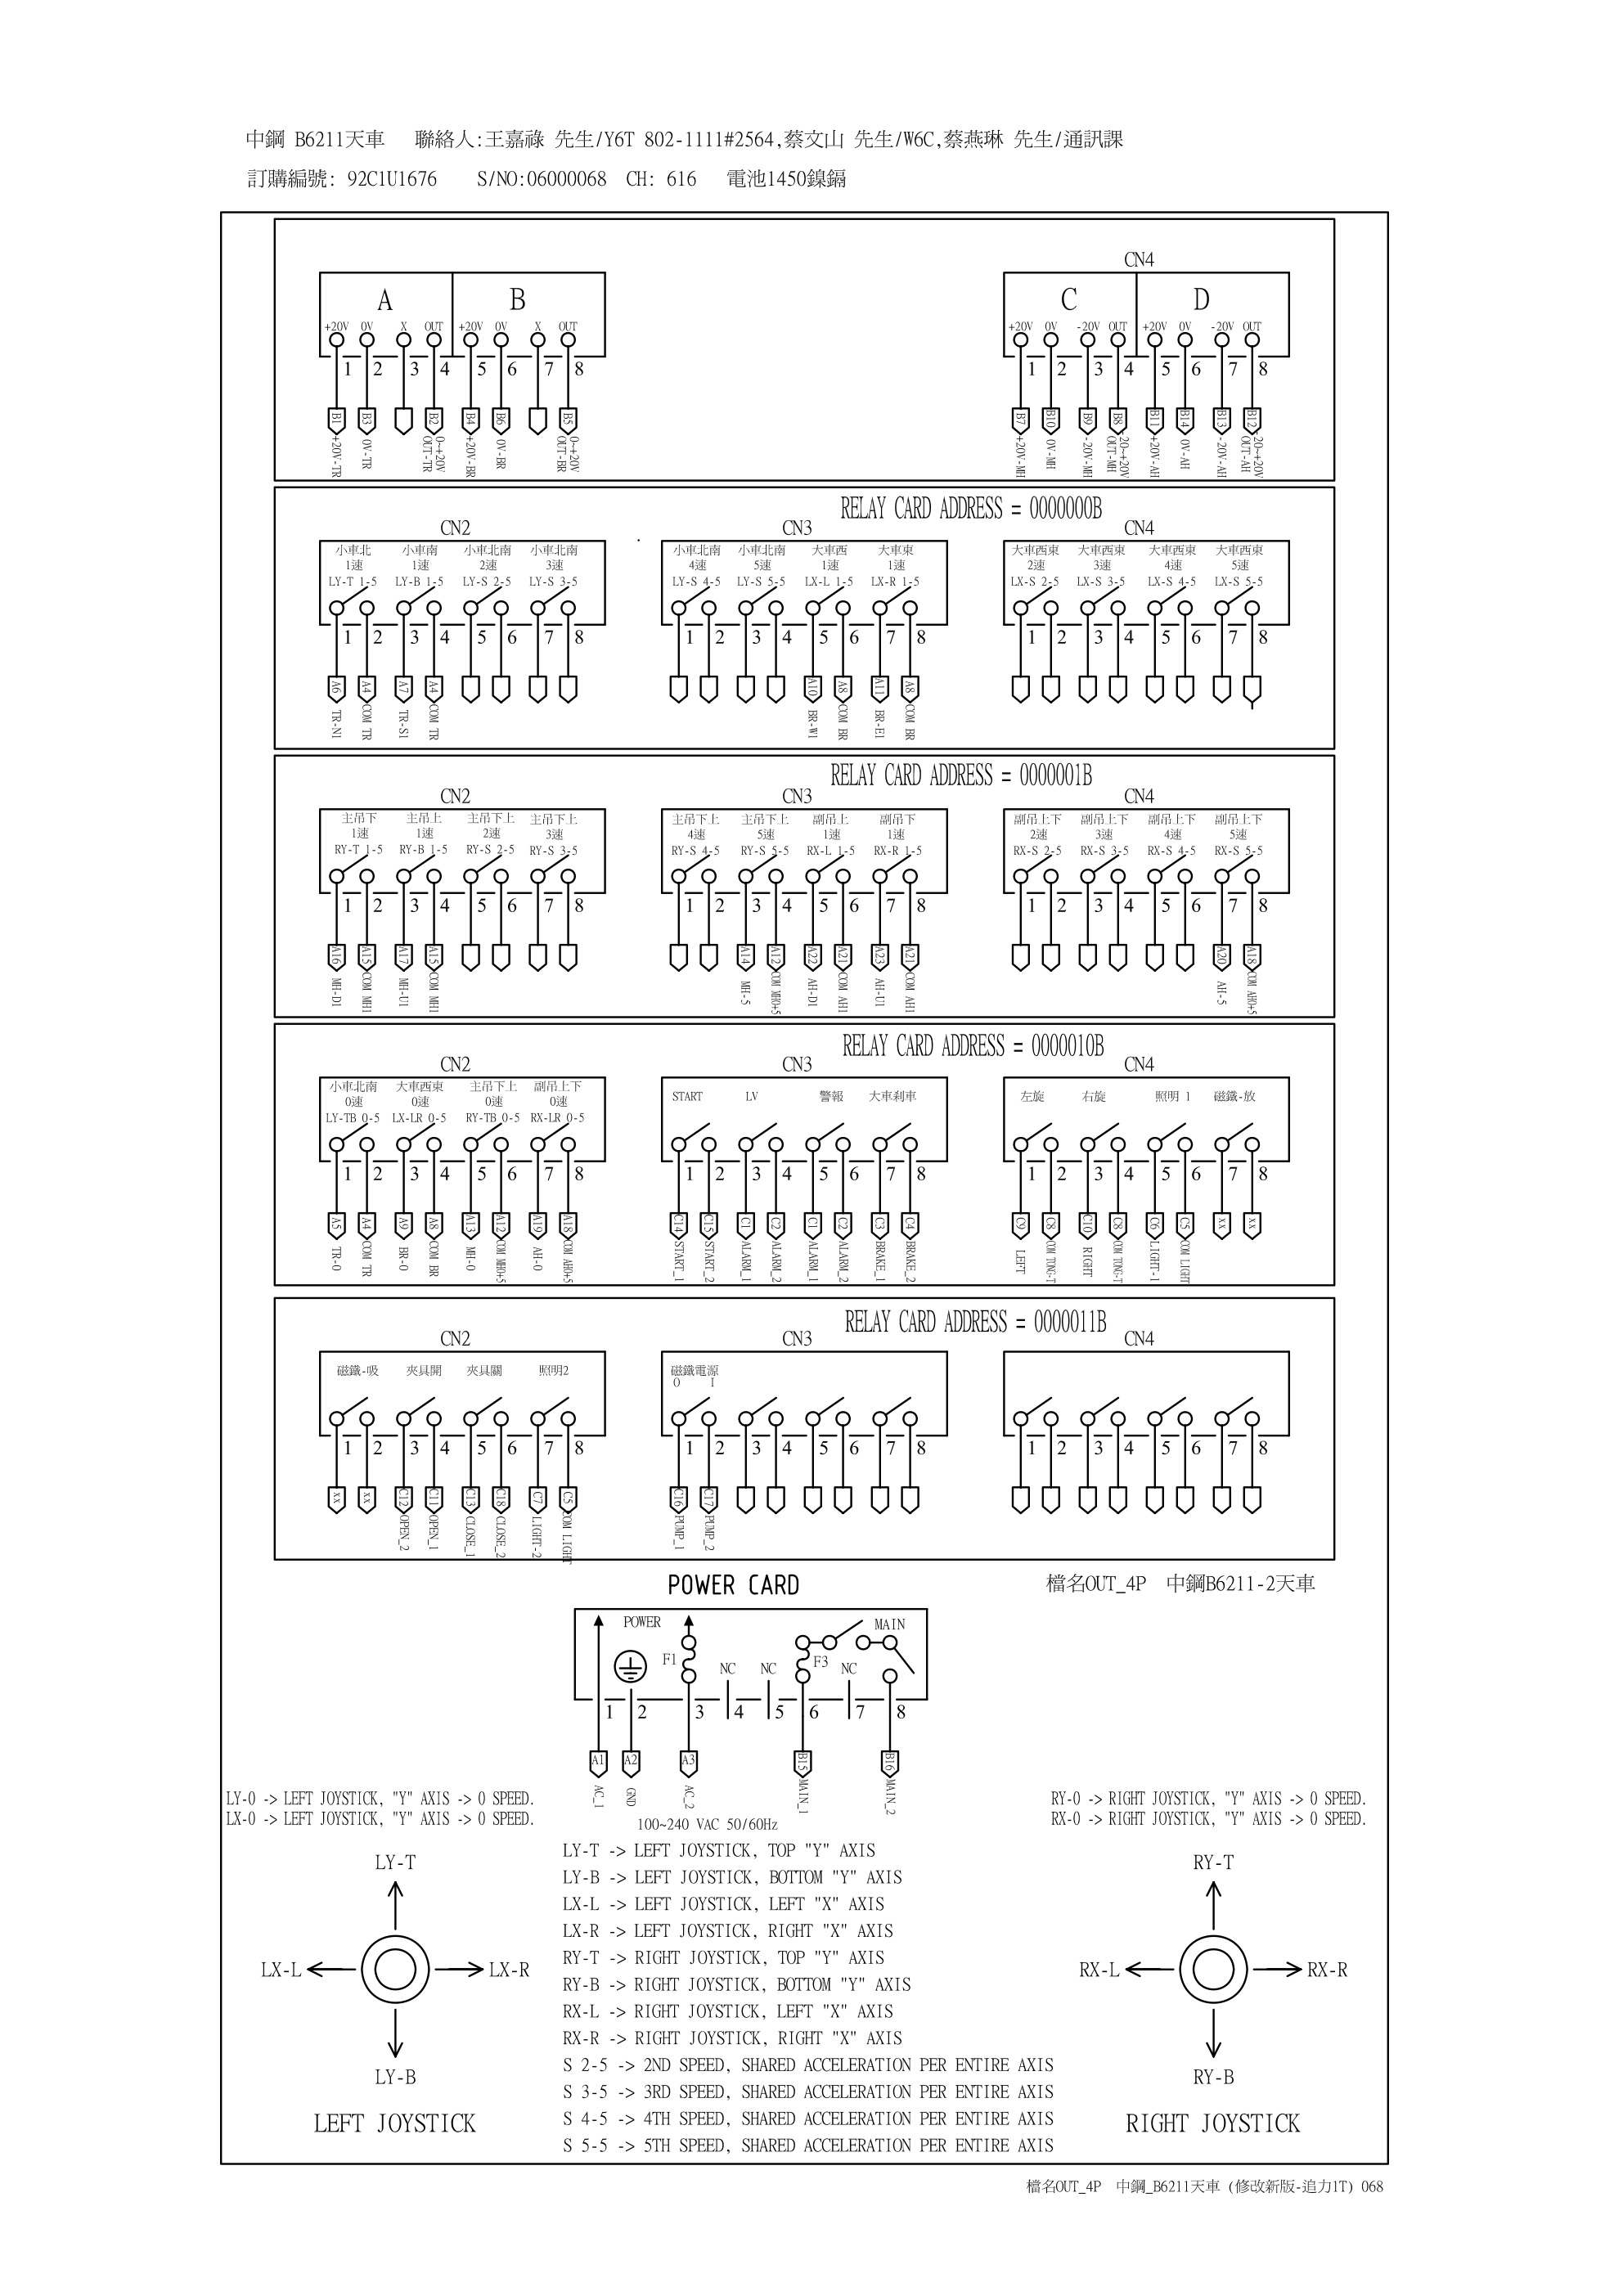 中鋼 B6211天車 聯絡人:王嘉祿 先生/Y6T 802-1111#2564,蔡文山 先生/W6C,蔡燕琳 先生/通訊課
訂購編號: 92C1U1676 S/NO:06000068 CH: 616 電池1450鎳鎘
CN4
A B C D
+20V 0V X OUT +20V 0V X OUT +20V 0V -20V OUT +20V 0V -20V OUT
1 2 3 4 5 6 7 8 1 2 3 4 5 6 7 8
B1 B3 B2 B4 B6 B5 B7 B10 B9 B8 B11 B14 B13 B12
+20V-TR 0V-TR 0~+20V OUT-TR +20V-BR 0V-BR 0~+20V OUT-BR +20V-MH 0V-MH -20V-MH -20~+20V OUT-MH +20V-AH 0V-AH -20V-AH -20~+20V OUT-AH
RELAY CARD ADDRESS = 0000000B
CN2 CN3 CN4
小車北 小車南 小車北南 小車北南 小車北南 小車北南 大車西 大車東 大車西東 大車西東 大車西東 大車西東
1速 1速 2速 3速 4速 5速 1速 1速 2速 3速 4速 5速
LY-T 1-5 LY-B 1-5 LY-S 2-5 LY-S 3-5 LY-S 4-5 LY-S 5-5 LX-L 1-5 LX-R 1-5 LX-S 2-5 LX-S 3-5 LX-S 4-5 LX-S 5-5
1 2 3 4 5 6 7 8 1 2 3 4 5 6 7 8 1 2 3 4 5 6 7 8
A6 A4 A7 A4 A10 A8 A11 A8
TR-N1 COM TR TR-S1 COM TR BR-W1 COM BR BR-E1 COM BR
RELAY CARD ADDRESS = 0000001B
CN2 CN3 CN4
主吊下 主吊上 主吊下上 主吊下上 主吊下上 主吊下上 副吊上 副吊下 副吊上下 副吊上下 副吊上下 副吊上下
1速 1速 2速 3速 4速 5速 1速 1速 2速 3速 4速 5速
RY-T 1-5 RY-B 1-5 RY-S 2-5 RY-S 3-5 RY-S 4-5 RY-S 5-5 RX-L 1-5 RX-R 1-5 RX-S 2-5 RX-S 3-5 RX-S 4-5 RX-S 5-5
1 2 3 4 5 6 7 8 1 2 3 4 5 6 7 8 1 2 3 4 5 6 7 8
A16 A15 A17 A15 A14 A12 A22 A21 A23 A21 A20 A18
MH-D1 COM MH1 MH-U1 COM MH1 MH-5 COM MH0+5 AH-D1 COM AH1 AH-U1 COM AH1 AH-5 COM AH0+5
RELAY CARD ADDRESS = 0000010B
CN2 CN3 CN4
小車北南 大車西東 主吊下上 副吊上下 START LV 警報 大車剎車 左旋 右旋 照明 1 磁鐵-放
0速 0速 0速 0速
LY-TB 0-5 LX-LR 0-5 RY-TB 0-5 RX-LR 0-5
1 2 3 4 5 6 7 8 1 2 3 4 5 6 7 8 1 2 3 4 5 6 7 8
A5 A4 A9 A8 A13 A12 A19 A18 C14 C15 C1 C2 C1 C2 C3 C4 C9 C8 C10 C8 C6 C5 xx xx
TR-0 COM TR BR-0 COM BR MH-0 COM MH0+5 AH-0 COM AH0+5 START_1 START_2 ALARM_1 ALARM_2 ALARM_1 ALARM_2 BRAKE_1 BRAKE_2 LEFT COM TONG-T RIGHT COM TONG-T LIGHT-1 COM LIGHT
RELAY CARD ADDRESS = 0000011B
CN2 CN3 CN4
磁鐵-吸 夾具開 夾具關 照明2 磁鐵電源
O I
1 2 3 4 5 6 7 8 1 2 3 4 5 6 7 8 1 2 3 4 5 6 7 8
xx xx C12 C11 C13 C18 C7 C5 C16 C17
OPEN_2 OPEN_1 CLOSE_1 CLOSE_2 LIGHT-2 COM LIGHT PUMP_1 PUMP_2
POWER CARD
檔名OUT_4P 中鋼B6211-2天車
POWER MAIN
F1 NC NC F3 NC
1 2 3 4 5 6 7 8
A1 A2 A3 B15 B16
AC_1 GND AC_2 MAIN_1 MAIN_2
100~240 VAC 50/60Hz
LY-0 -> LEFT JOYSTICK, "Y" AXIS -> 0 SPEED.
LX-0 -> LEFT JOYSTICK, "Y" AXIS -> 0 SPEED.
RY-0 -> RIGHT JOYSTICK, "Y" AXIS -> 0 SPEED.
RX-0 -> RIGHT JOYSTICK, "Y" AXIS -> 0 SPEED.
LY-T
LX-L LX-R
LY-B
LEFT JOYSTICK
LY-T -> LEFT JOYSTICK, TOP "Y" AXIS
LY-B -> LEFT JOYSTICK, BOTTOM "Y" AXIS
LX-L -> LEFT JOYSTICK, LEFT "X" AXIS
LX-R -> LEFT JOYSTICK, RIGHT "X" AXIS
RY-T -> RIGHT JOYSTICK, TOP "Y" AXIS
RY-B -> RIGHT JOYSTICK, BOTTOM "Y" AXIS
RX-L -> RIGHT JOYSTICK, LEFT "X" AXIS
RX-R -> RIGHT JOYSTICK, RIGHT "X" AXIS
S 2-5 -> 2ND SPEED, SHARED ACCELERATION PER ENTIRE AXIS
S 3-5 -> 3RD SPEED, SHARED ACCELERATION PER ENTIRE AXIS
S 4-5 -> 4TH SPEED, SHARED ACCELERATION PER ENTIRE AXIS
S 5-5 -> 5TH SPEED, SHARED ACCELERATION PER ENTIRE AXIS
RY-T
RX-L RX-R
RY-B
RIGHT JOYSTICK
檔名OUT_4P 中鋼_B6211天車 (修改新版-追力1T) 068